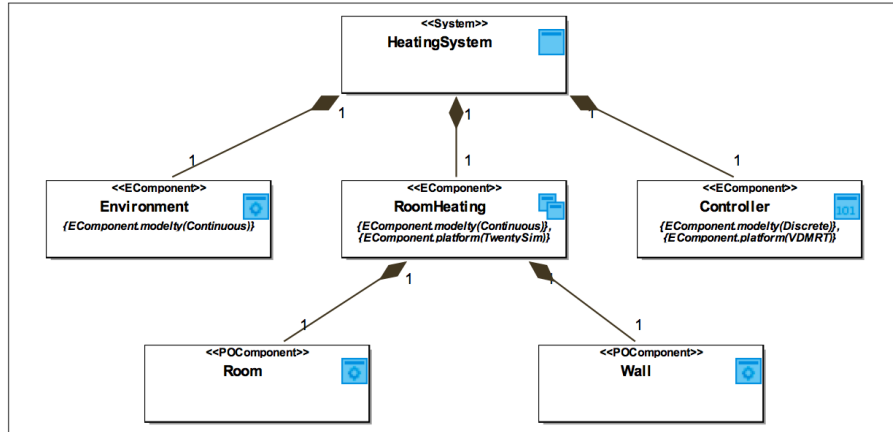 <<System>>
HeatingSystem
1
1
1
1
1
1
<<EComponent>>
Environment
{EComponent.modelty(Continuous)}
<<EComponent>>
RoomHeating
{EComponent.modelty(Continuous)},
{EComponent.platform(TwentySim)}
<<EComponent>>
Controller
101
{EComponent.modelty(Discrete)},
{EComponent.platform(VDMRT)}
1
1
1
1
<<POComponent>>
Room
<<POComponent>>
Wall